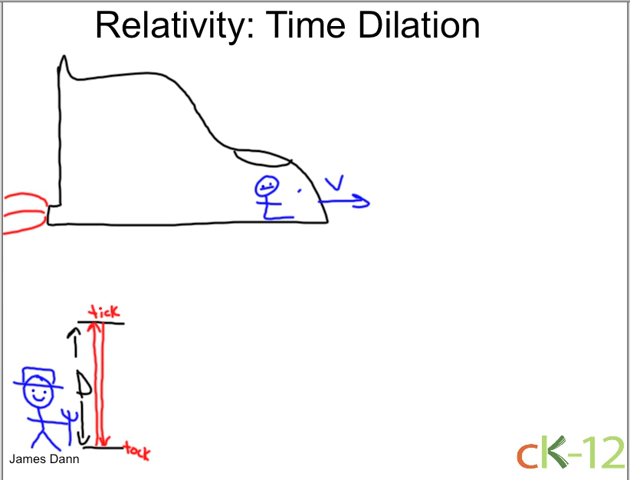 Relativity: Time Dilation
V
tick
D
tock
James Dann
cK-12